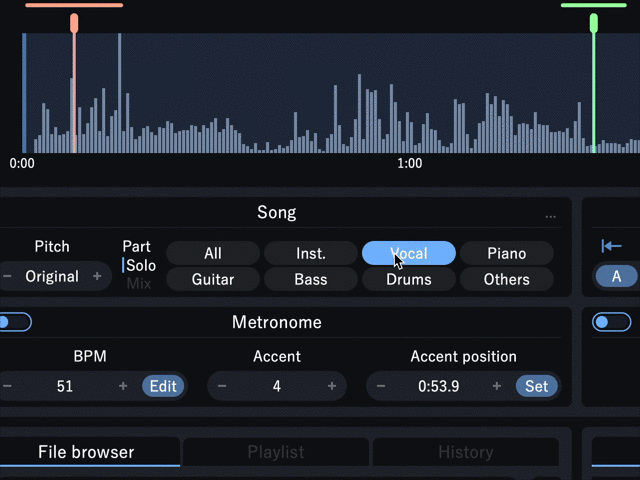 0:00 1:00
Song ...
Pitch Part All Inst. Vocal Piano
− Original + Solo
Mix Guitar Bass Drums Others
A
Metronome
BPM Accent Accent position
− 51 + Edit − 4 + − 0:53.9 + Set
File browser Playlist History